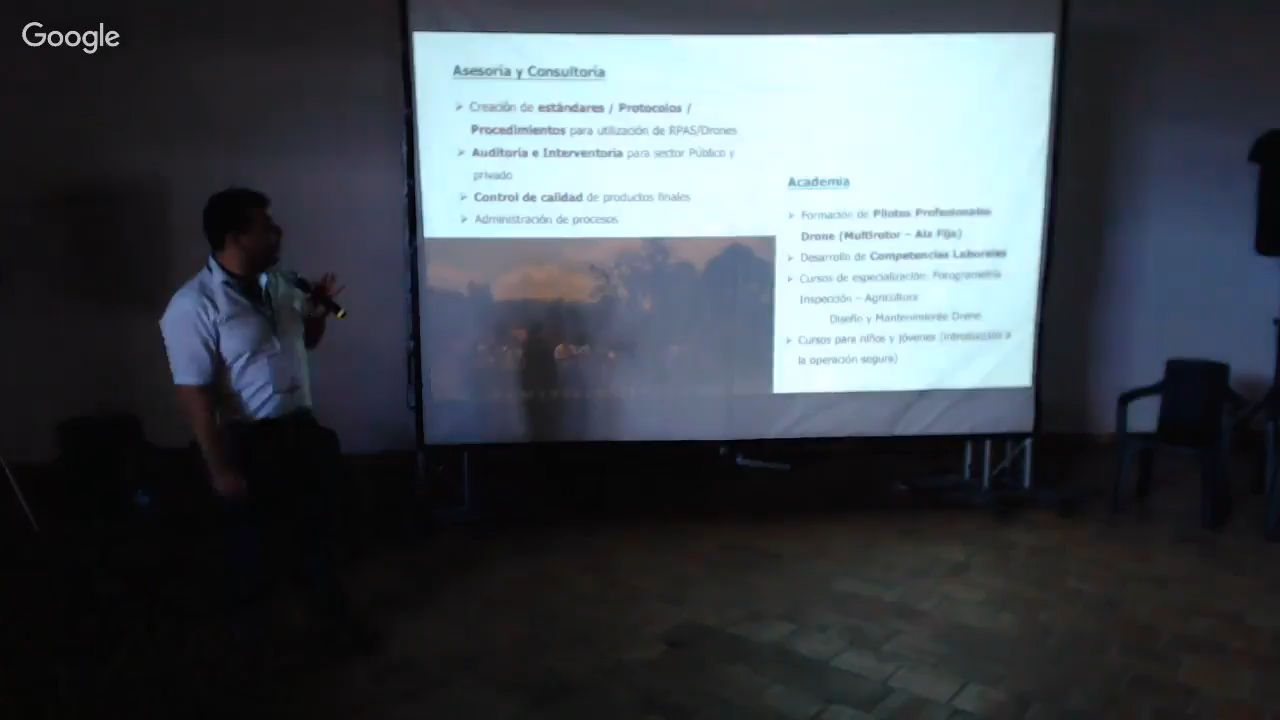 Google
Asesoría y Consultoría
Creación de estándares / Protocolos /
Procedimientos para utilización de RPAS/Drones
Auditoría e Interventoría para sector Público y
privado
Control de calidad de productos finales
Administración de procesos
Academia
Formación de Pilotos Profesionales
Drone (Multirotor – Ala Fija)
Desarrollo de Competencias Laborales
Cursos de especialización:
Inspección – Agricultura
Diseño y Mantenimiento Drone
Cursos para niños y jóvenes (introducción a
la operación segura)